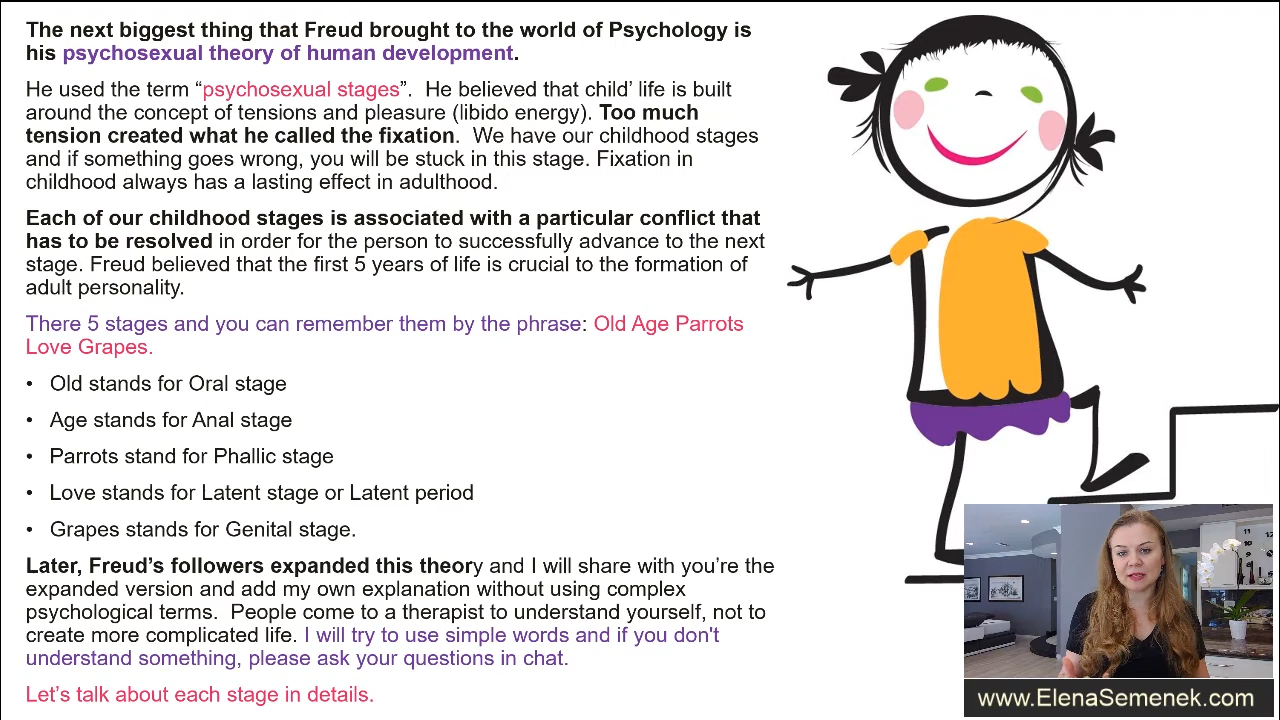 The next biggest thing that Freud brought to the world of Psychology is
his psychosexual theory of human development.
He used the term “psychosexual stages”.  He believed that child’ life is built
around the concept of tensions and pleasure (libido energy). Too much
tension created what he called the fixation.  We have our childhood stages
and if something goes wrong, you will be stuck in this stage. Fixation in
childhood always has a lasting effect in adulthood.
Each of our childhood stages is associated with a particular conflict that
has to be resolved in order for the person to successfully advance to the next
stage. Freud believed that the first 5 years of life is crucial to the formation of
adult personality.
There 5 stages and you can remember them by the phrase: Old Age Parrots
Love Grapes.
• Old stands for Oral stage
• Age stands for Anal stage
• Parrots stand for Phallic stage
• Love stands for Latent stage or Latent period
• Grapes stands for Genital stage.
Later, Freud’s followers expanded this theory and I will share with you’re the
expanded version and add my own explanation without using complex
psychological terms.  People come to a therapist to understand yourself, not to
create more complicated life. I will try to use simple words and if you don't
understand something, please ask your questions in chat.
Let’s talk about each stage in details.
www.ElenaSemenek.com